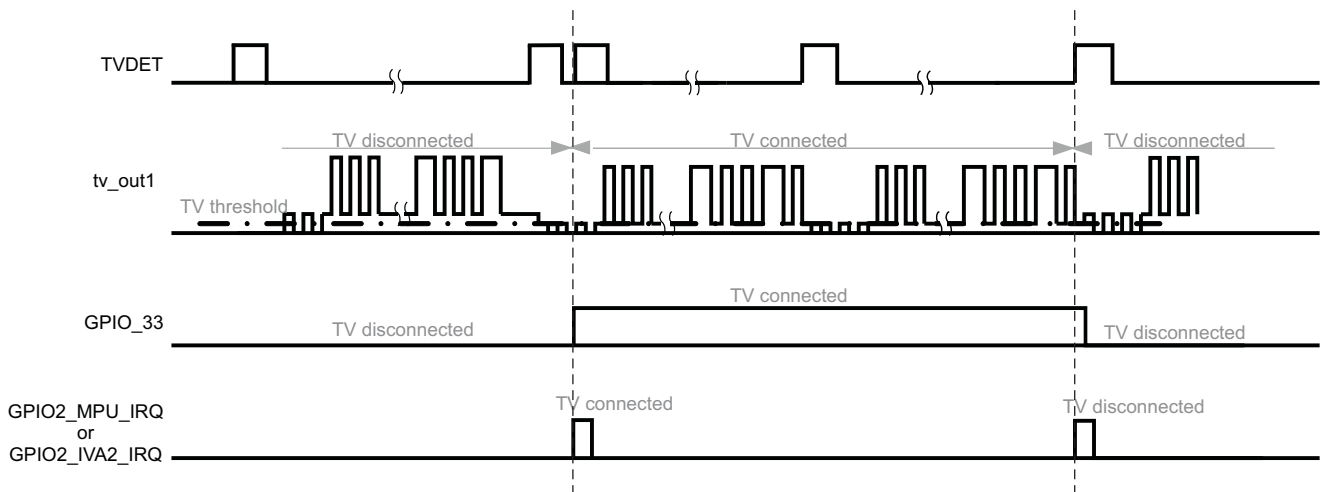 TVDET
TV disconnected
TV connected
TV disconnected
tv_out1
TV threshold
TV connected
GPIO_33
TV disconnected
TV disconnected
GPIO2_MPU_IRQ
or
GPIO2_IVA2_IRQ
TV connected
TV disconnected